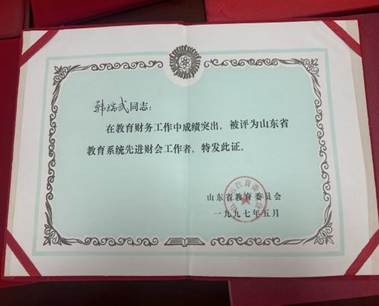 韩瑞武同志：
在教育财务工作中成绩突出，被评为山东省
教育系统先进财会工作者，特发此证。
山东省教育委员会
一九九七年五月